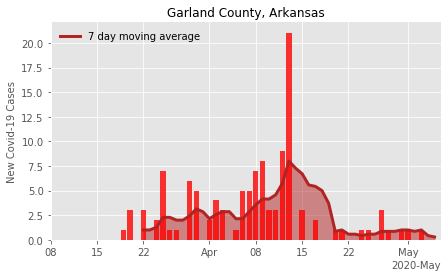 Garland County, Arkansas
7 day moving average
New Covid-19 Cases
20.0
17.5
15.0
12.5
10.0
7.5
5.0
2.5
0.0
08 15 22 Apr 08 15 22 May
2020-May